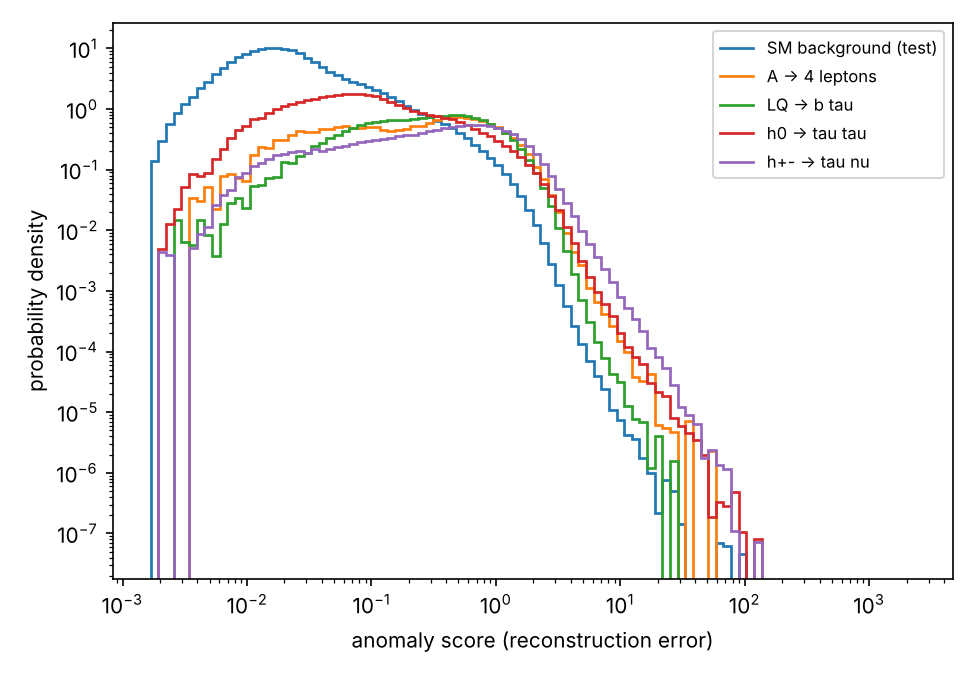 10¹
10⁰
10⁻¹
10⁻²
10⁻³
10⁻⁴
10⁻⁵
10⁻⁶
10⁻⁷
probability density
SM background (test)
A → 4 leptons
LQ → b tau
h0 → tau tau
h+- → tau nu
10⁻³ 10⁻² 10⁻¹ 10⁰ 10¹ 10² 10³
anomaly score (reconstruction error)